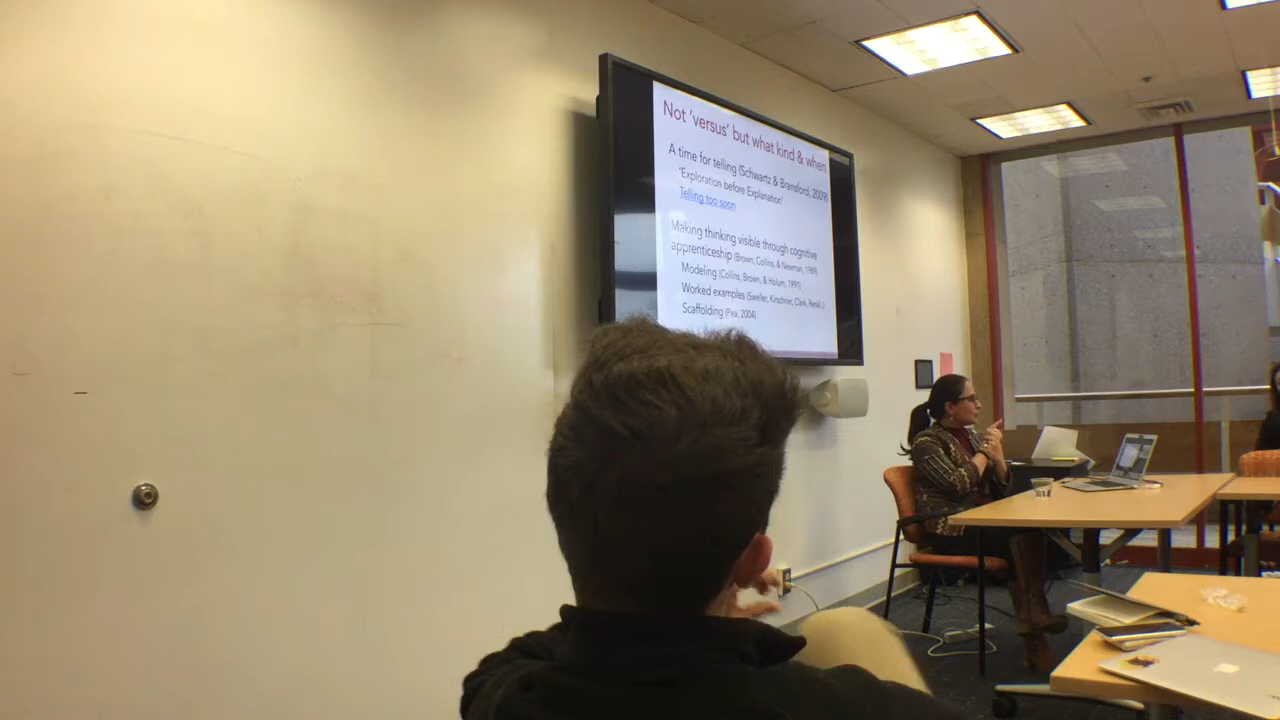 Not 'versus' but what kind & when
A time for telling (Schwartz & Bransford, 2009)
'Exploration before Explanation'
Telling too soon
Making thinking visible through cognitive
apprenticeship (Brown, Collins, & Newman, 1989)
Modeling (Collins, Brown, & Holum, 1991)
Worked examples (Sweller, Kirschner, Clark, Renkl..)
Scaffolding (Pea, 2004)